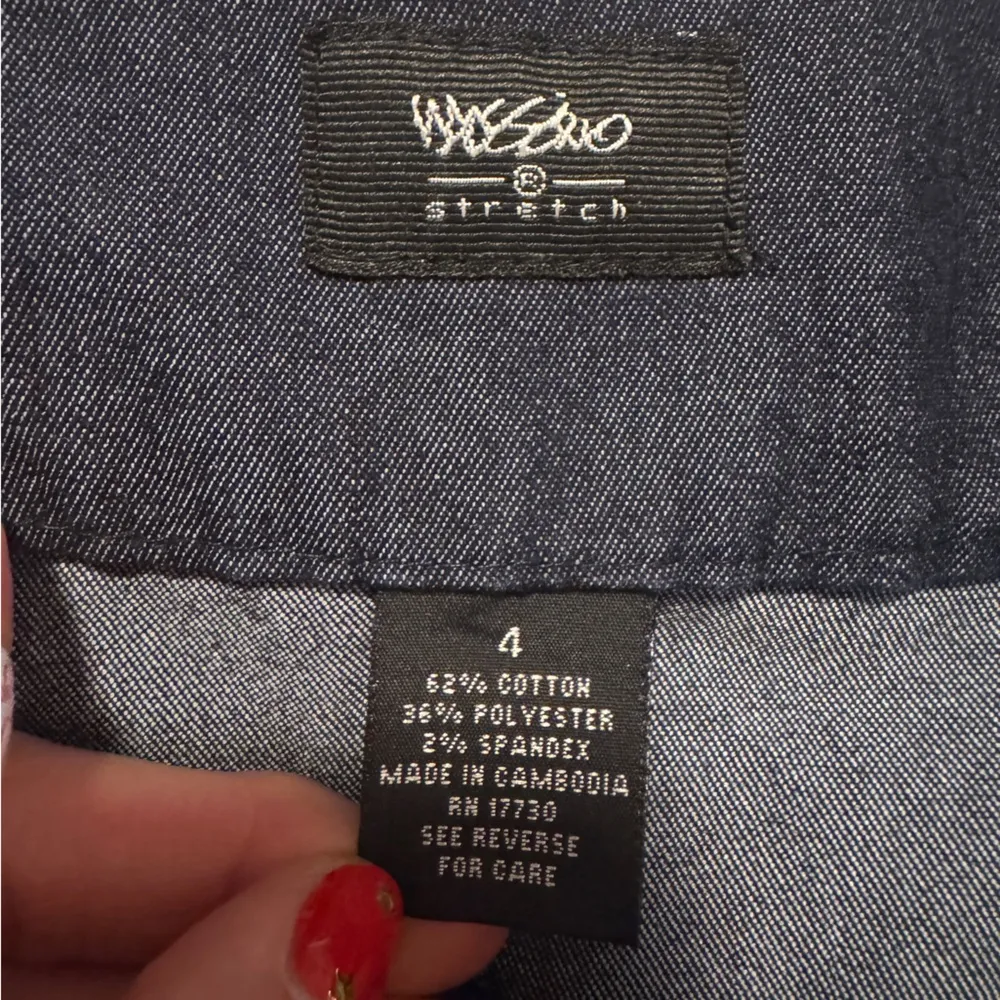 Mossimo
®
stretch
4
62% COTTON
36% POLYESTER
2% SPANDEX
MADE IN CAMBODIA
RN 17730
SEE REVERSE
FOR CARE